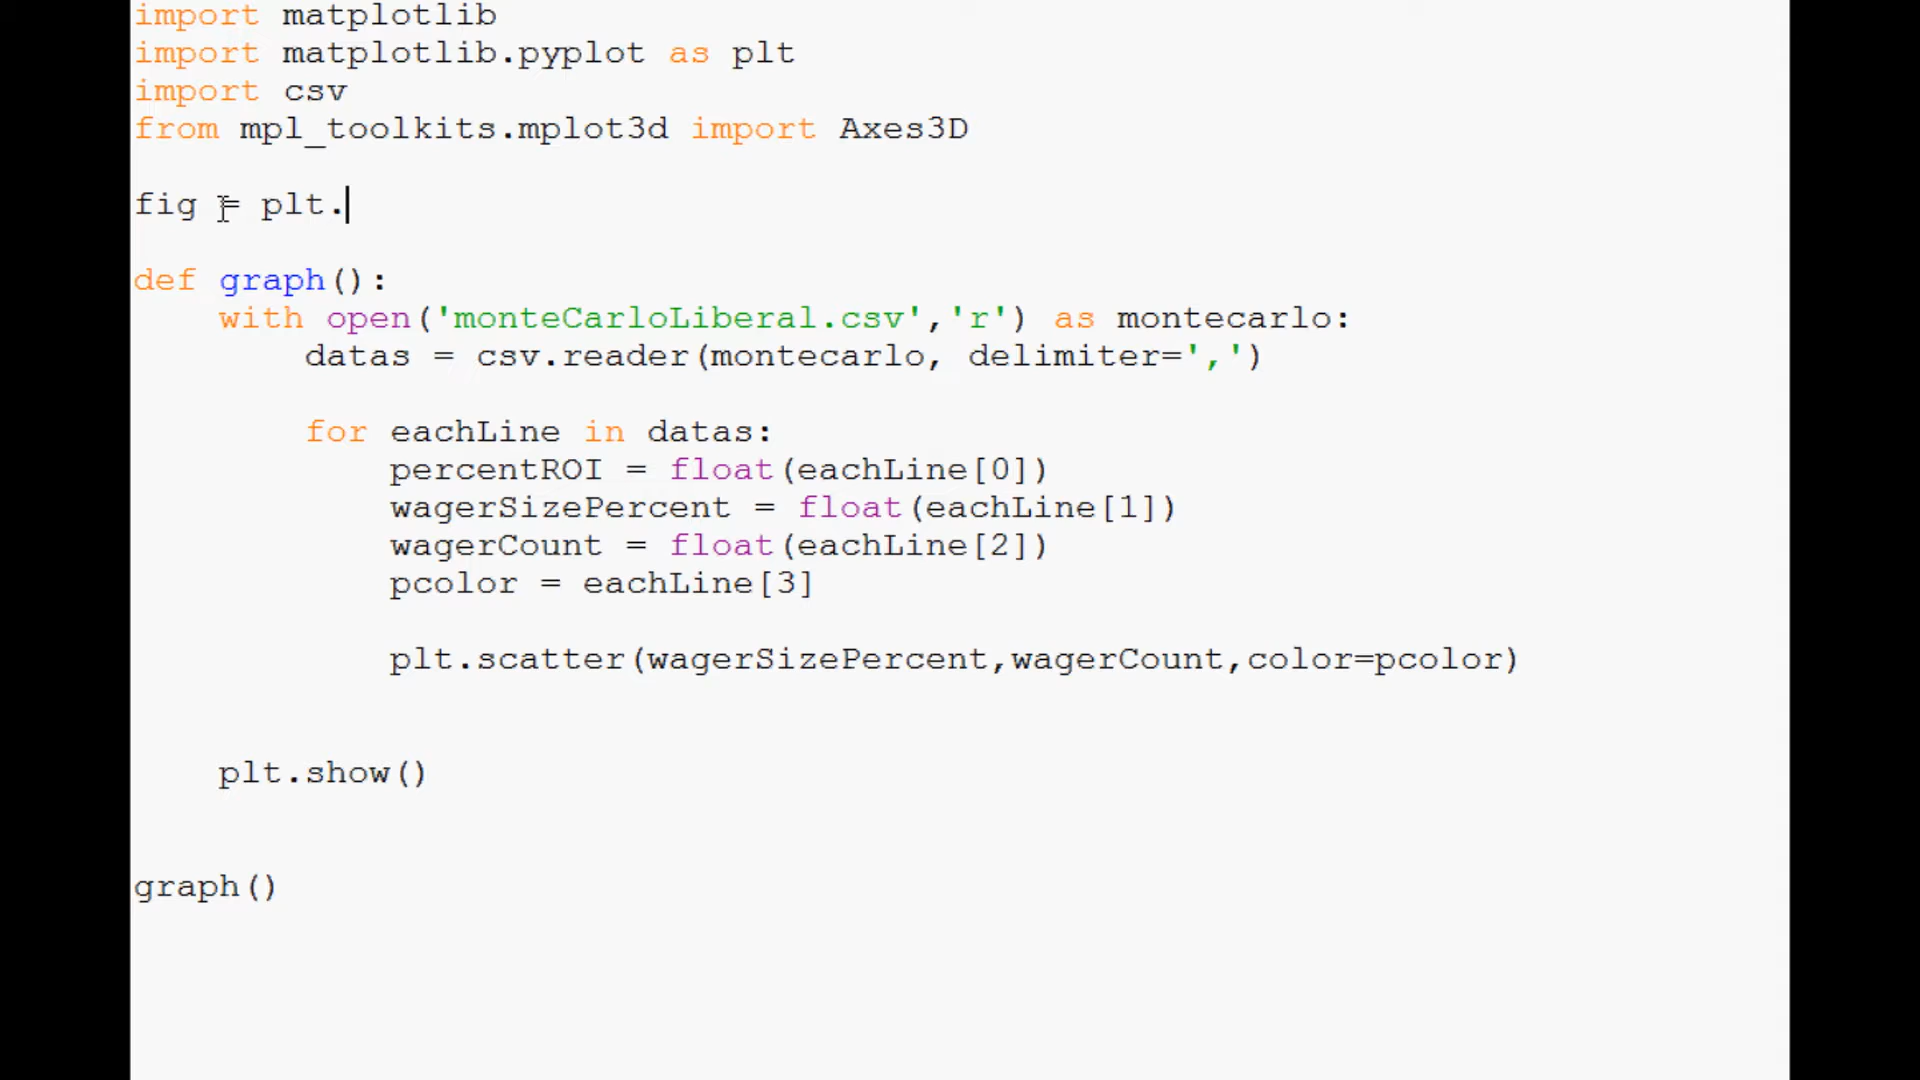 import matplotlib
import matplotlib.pyplot as plt
import csv
from mpl_toolkits.mplot3d import Axes3D
fig = plt.
def graph():
with open('monteCarloLiberal.csv','r') as montecarlo:
datas = csv.reader(montecarlo, delimiter=',')
for eachLine in datas:
percentROI = float(eachLine[0])
wagerSizePercent = float(eachLine[1])
wagerCount = float(eachLine[2])
pcolor = eachLine[3]
plt.scatter(wagerSizePercent,wagerCount,color=pcolor)
plt.show()
graph()